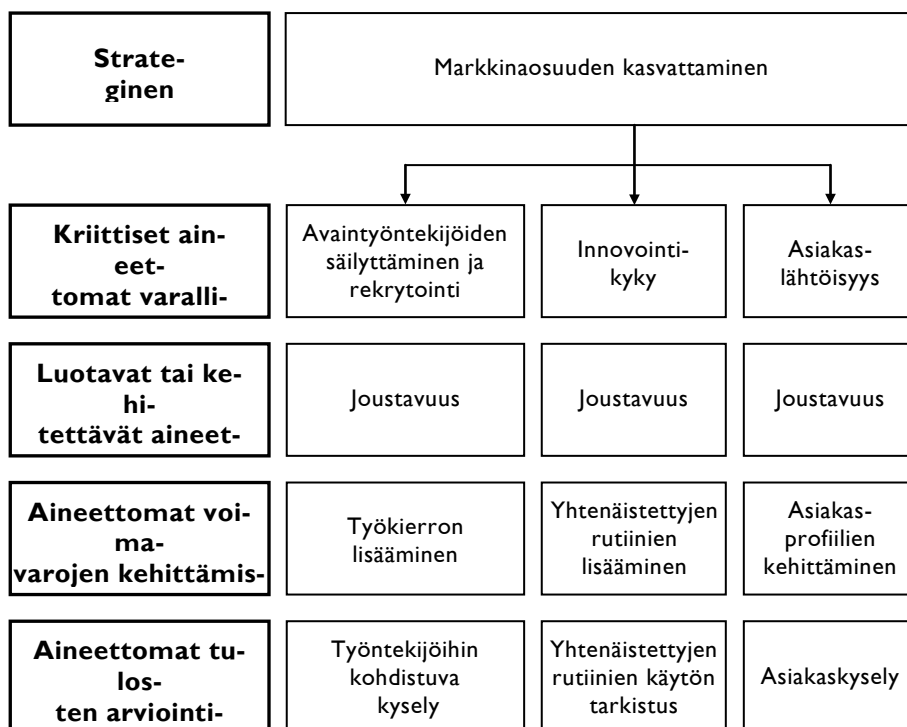 Strate-
ginen
Markkinaosuuden kasvattaminen
Kriittiset ain-
eet-
tomat varalli-
Avaintyöntekijöiden
säilyttäminen ja
rekrytointi
Innovointi-
kyky
Asiakas-
lähtöisyys
Luotavat tai ke-
hi-
tettävät aineet-
Joustavuus
Joustavuus
Joustavuus
Aineettomat voi-
ma-
varojen kehittämis-
Työkierron
lisääminen
Yhtenäistettyjen
rutiinien
lisääminen
Asiakas-
profiilien
kehittäminen
Aineettomat tu-
los-
ten arviointi-
Työntekijöihin
kohdistuva
kysely
Yhtenäistettyjen
rutiinien käytön
tarkistus
Asiakaskysely